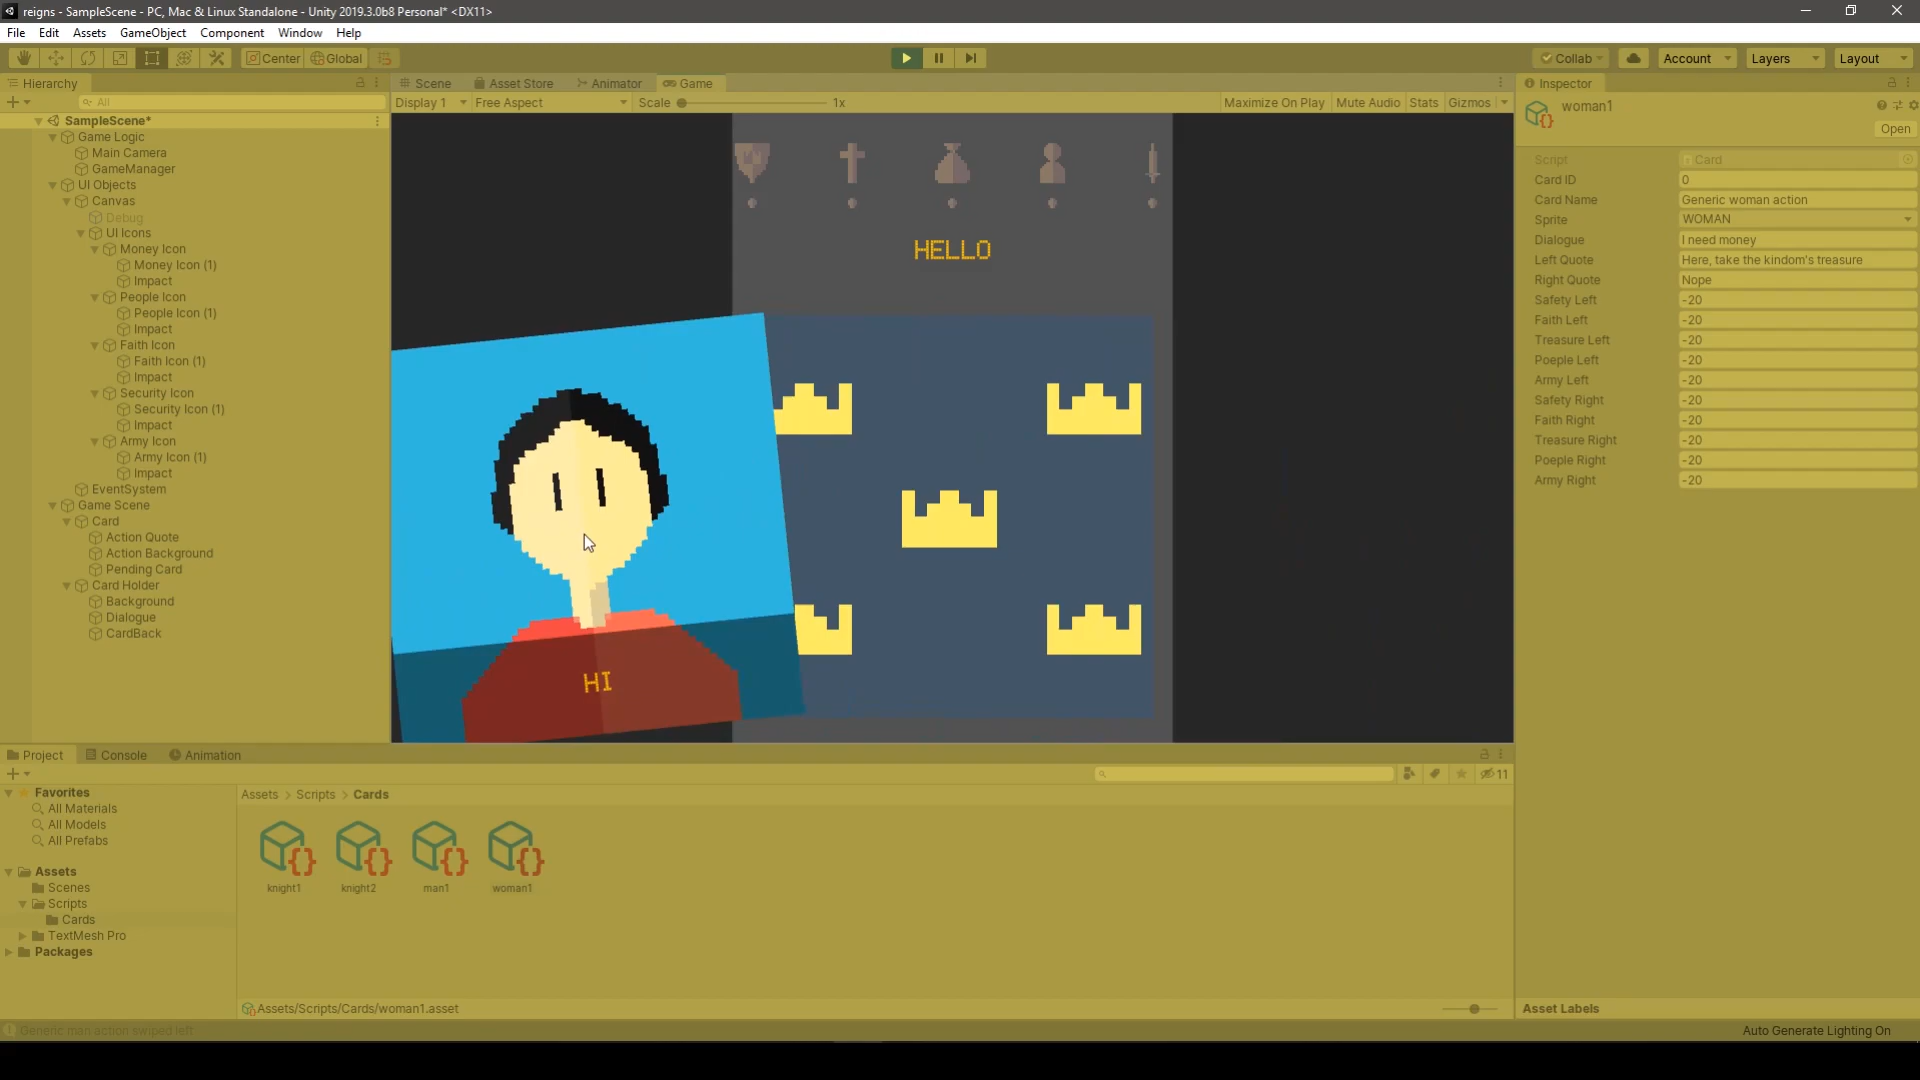 reigns - SampleScene - PC, Mac & Linux Standalone - Unity 2019.3.0b8 Personal* <DX11>
File Edit Assets GameObject Component Window Help
Center Global Collab Account Layers Layout
Hierarchy
All
SampleScene*
Game Logic
Main Camera
GameManager
UI Objects
Canvas
Debug
UI Icons
Money Icon
Money Icon (1)
Impact
People Icon
People Icon (1)
Impact
Faith Icon
Faith Icon (1)
Impact
Security Icon
Security Icon (1)
Impact
Army Icon
Army Icon (1)
Impact
EventSystem
Game Scene
Card
Action Quote
Action Background
Pending Card
Card Holder
Background
Dialogue
CardBack
Scene Asset Store Animator Game
Display 1 Free Aspect Scale 1x Maximize On Play Mute Audio Stats Gizmos
HELLO
HI
Inspector
woman1
Open
Script Card
Card ID 0
Card Name Generic woman action
Sprite WOMAN
Dialogue I need money
Left Quote Here, take the kindom's treasure
Right Quote Nope
Safety Left -20
Faith Left -20
Treasure Left -20
Poeple Left -20
Army Left -20
Safety Right -20
Faith Right -20
Treasure Right -20
Poeple Right -20
Army Right -20
Asset Labels
Project Console Animation
11
Favorites
All Materials
All Models
All Prefabs
Assets
Scenes
Scripts
Cards
TextMesh Pro
Packages
Assets > Scripts > Cards
knight1 knight2 man1 woman1
Assets/Scripts/Cards/woman1.asset
Generic man action swiped left
Auto Generate Lighting On